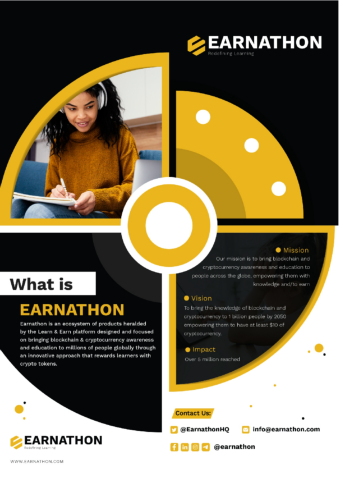 EARNATHON
Redefining Learning
Mission
Our mission is to bring blockchain and
cryptocurrency awareness and education to
people across the globe; empowering them with
knowledge and/to earn
What is
EARNATHON
Earnathon is an ecosystem of products heralded
by the Learn & Earn platform designed and focused
on bringing blockchain & cryptocurrency awareness
and education to millions of people globally through
an innovative approach that rewards learners with
crypto tokens.
Vision
To bring the knowledge of blockchain and
cryptocurrency to 1 billion people by 2050
empowering them to have at least $10 of
cryptocurrency.
Impact
Over 5 million reached
Contact Us:
@EarnathonHQ
info@earnathon.com
@earnathon
EARNATHON
Redefining Learning
WWW.EARNATHON.COM